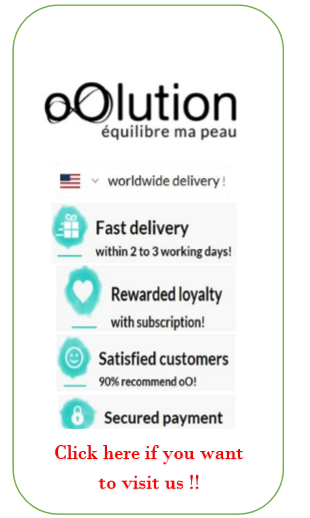 oOlution
équilibre ma peau
worldwide delivery !
Fast delivery
within 2 to 3 working days!
Rewarded loyalty
with subscription!
Satisfied customers
90% recommend oO!
Secured payment
Click here if you want
to visit us !!